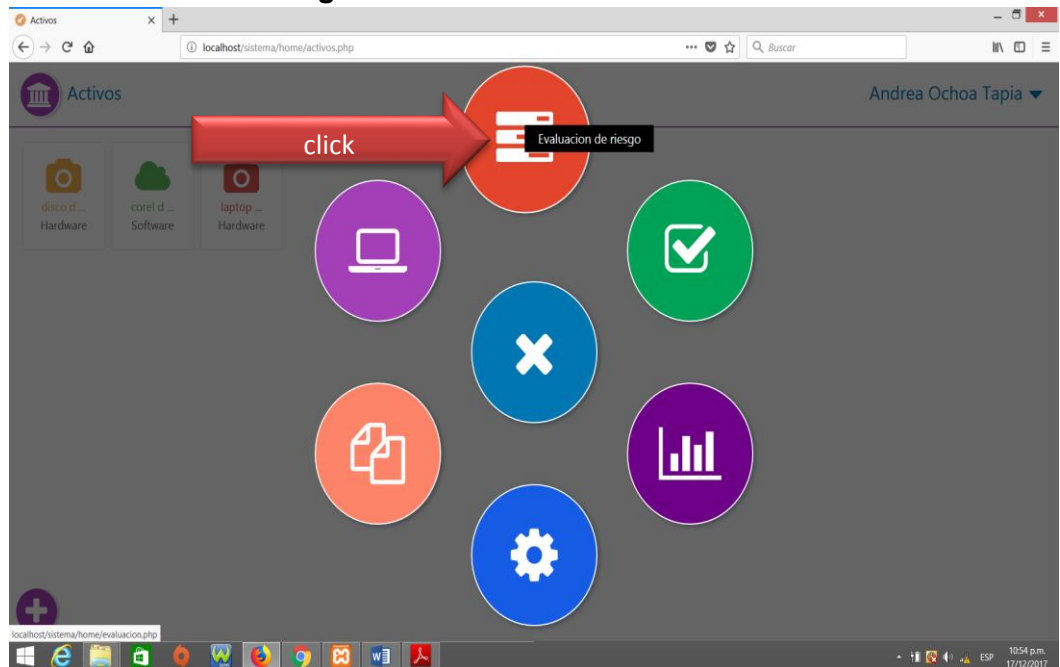 Activos
localhost/sistema/home/activos.php
Buscar
Activos
Andrea Ochoa Tapia
click
Evaluacion de riesgo
disco d...
Hardware
corel d ...
Software
laptop ...
Hardware
localhost/sistema/home/evaluacion.php
ESP
10:54 p.m.
17/12/2017